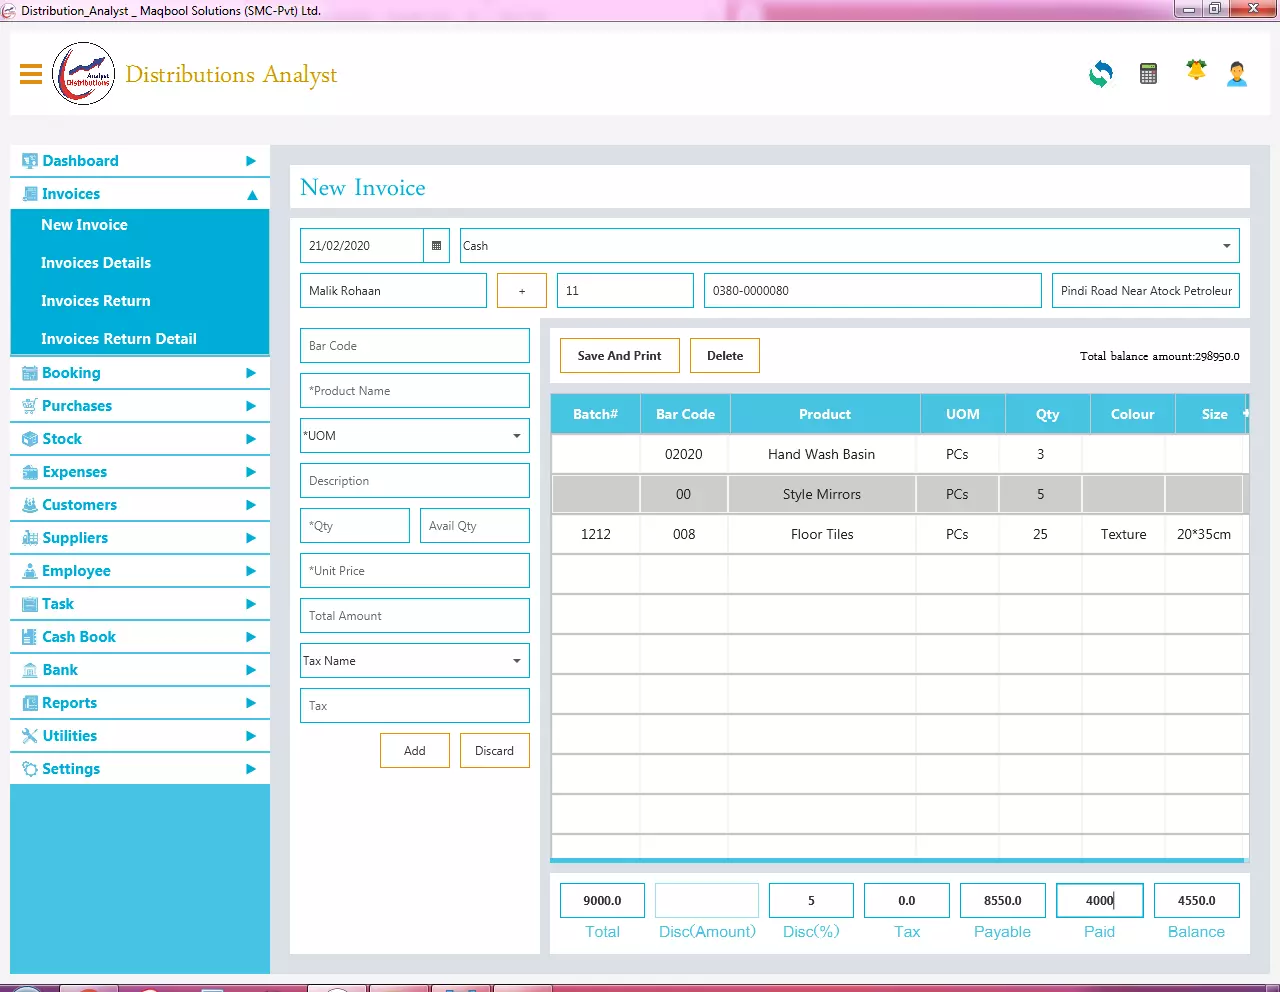 Distribution_Analyst _ Maqbool Solutions (SMC-Pvt) Ltd.
Analyst
Distributions
Distributions Analyst
Dashboard
Invoices
New Invoice
Invoices Details
Invoices Return
Invoices Return Detail
Booking
Purchases
Stock
Expenses
Customers
Suppliers
Employee
Task
Cash Book
Bank
Reports
Utilities
Settings
New Invoice
21/02/2020 Cash
Malik Rohaan + 11 0380-0000080 Pindi Road Near Atock Petroleur
Bar Code
*Product Name
*UOM
Description
*Qty Avail Qty
*Unit Price
Total Amount
Tax Name
Tax
Add Discard
Save And Print Delete Total balance amount:298950.0
Batch# Bar Code Product UOM Qty Colour Size +
02020 Hand Wash Basin PCs 3
00 Style Mirrors PCs 5
1212 008 Floor Tiles PCs 25 Texture 20*35cm
9000.0 5 0.0 8550.0 4000 4550.0
Total Disc(Amount) Disc(%) Tax Payable Paid Balance